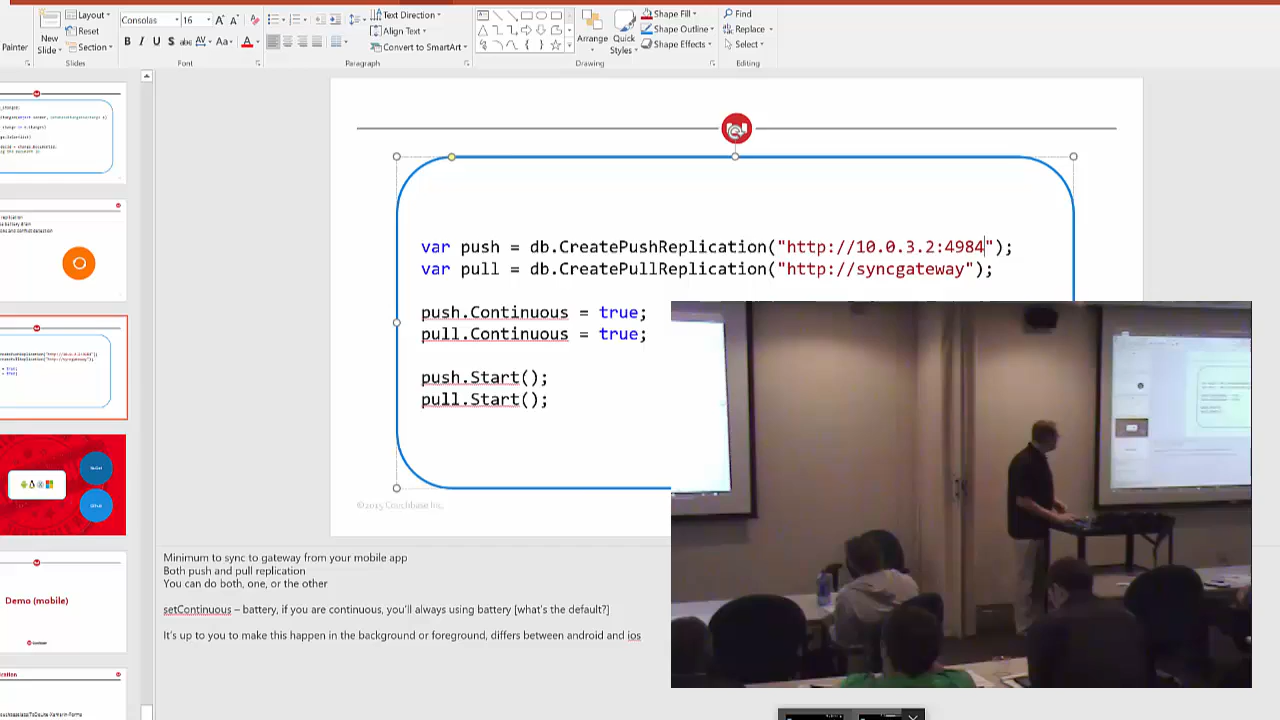 Layout
Reset
Section
New
Slide
Painter
Slides
Consolas
16
B I U S abc AV Aa A
Font
Text Direction
Align Text
Convert to SmartArt
Paragraph
Arrange
Quick
Styles
Shape Fill
Shape Outline
Shape Effects
Drawing
Find
Replace
Select
Editing
var push = db.CreatePushReplication("http://10.0.3.2:4984");
var pull = db.CreatePullReplication("http://syncgateway");
push.Continuous = true;
pull.Continuous = true;
push.Start();
pull.Start();
©2015 Couchbase Inc.
Demo (mobile)
Minimum to sync to gateway from your mobile app
Both push and pull replication
You can do both, one, or the other
setContinuous – battery, if you are continuous, you'll always using battery [what's the default?]
It's up to you to make this happen in the background or foreground, differs between android and ios